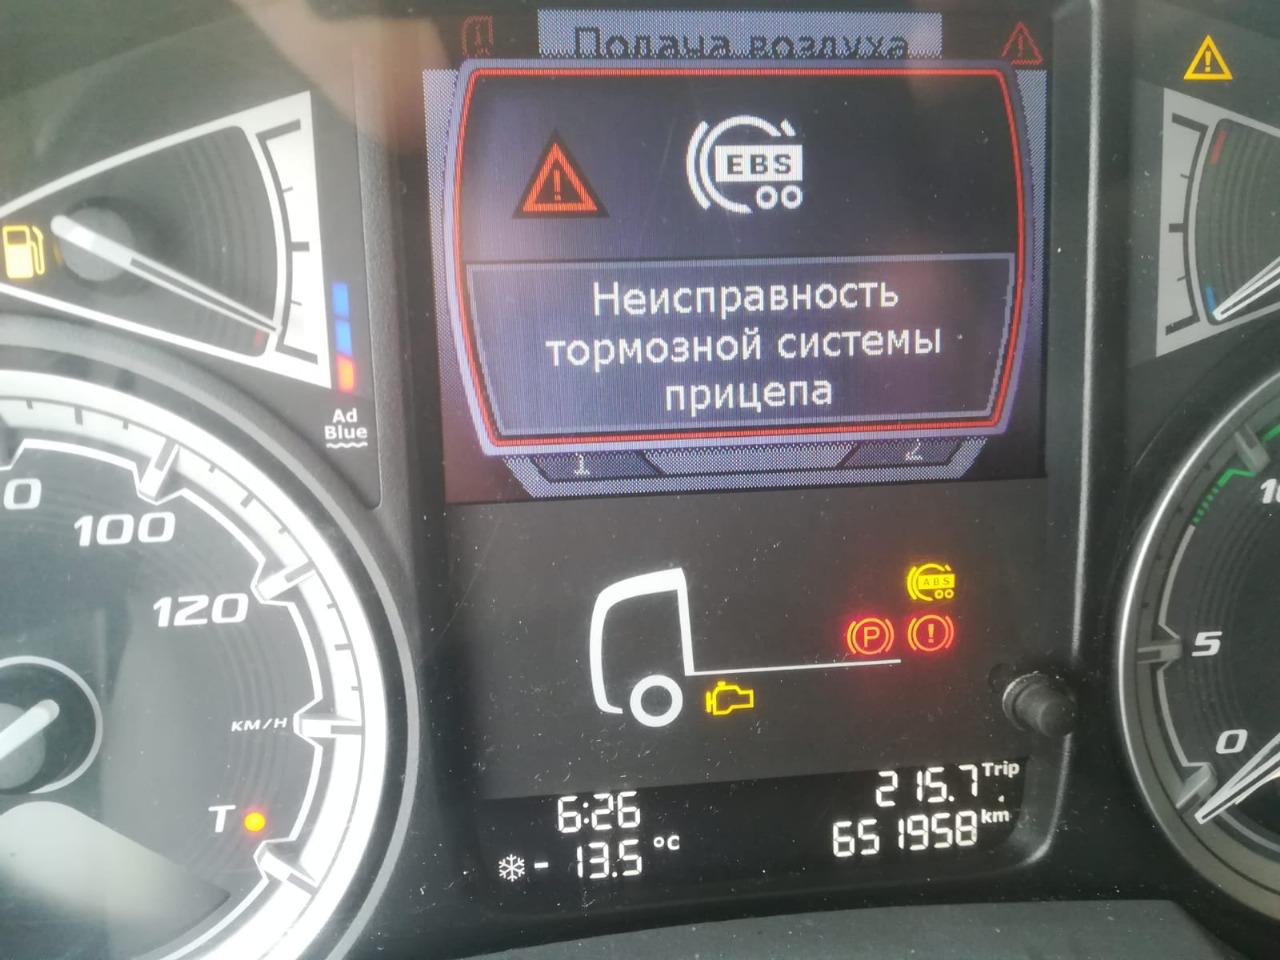 Подача воздуха
EBS
Неисправность
тормозной системы
прицепа
1 2
Ad
Blue
100
120
KM/H
T
ABS
P
5
0
6:26
- 13.5 °C
215.7 Trip
651958 km